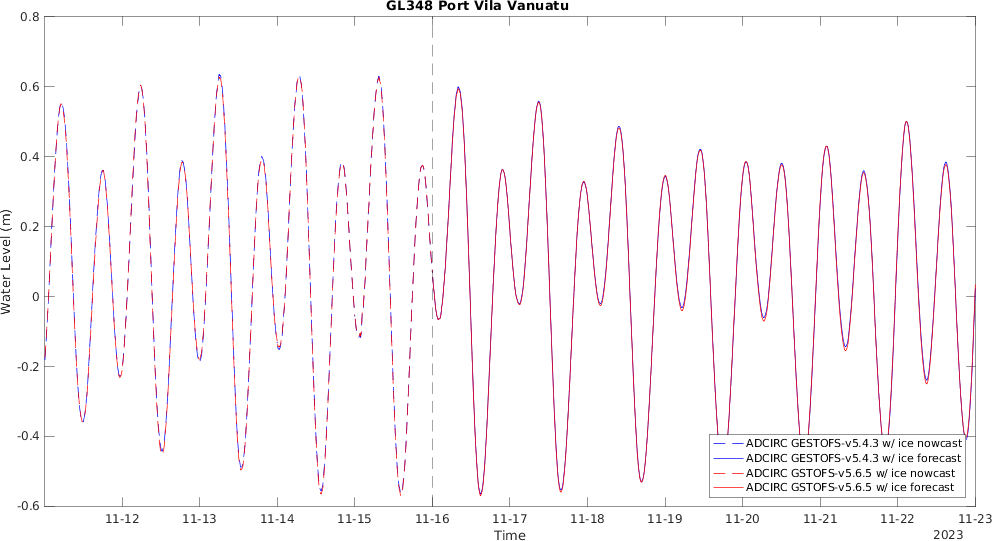 GL348 Port Vila Vanuatu
0.8
0.6
0.4
0.2
0
-0.2
-0.4
-0.6
Water Level (m)
ADCIRC GESTOFS-v5.4.3 w/ ice nowcast
ADCIRC GESTOFS-v5.4.3 w/ ice forecast
ADCIRC GSTOFS-v5.6.5 w/ ice nowcast
ADCIRC GSTOFS-v5.6.5 w/ ice forecast
11-12 11-13 11-14 11-15 11-16 11-17 11-18 11-19 11-20 11-21 11-22 11-23
Time
2023